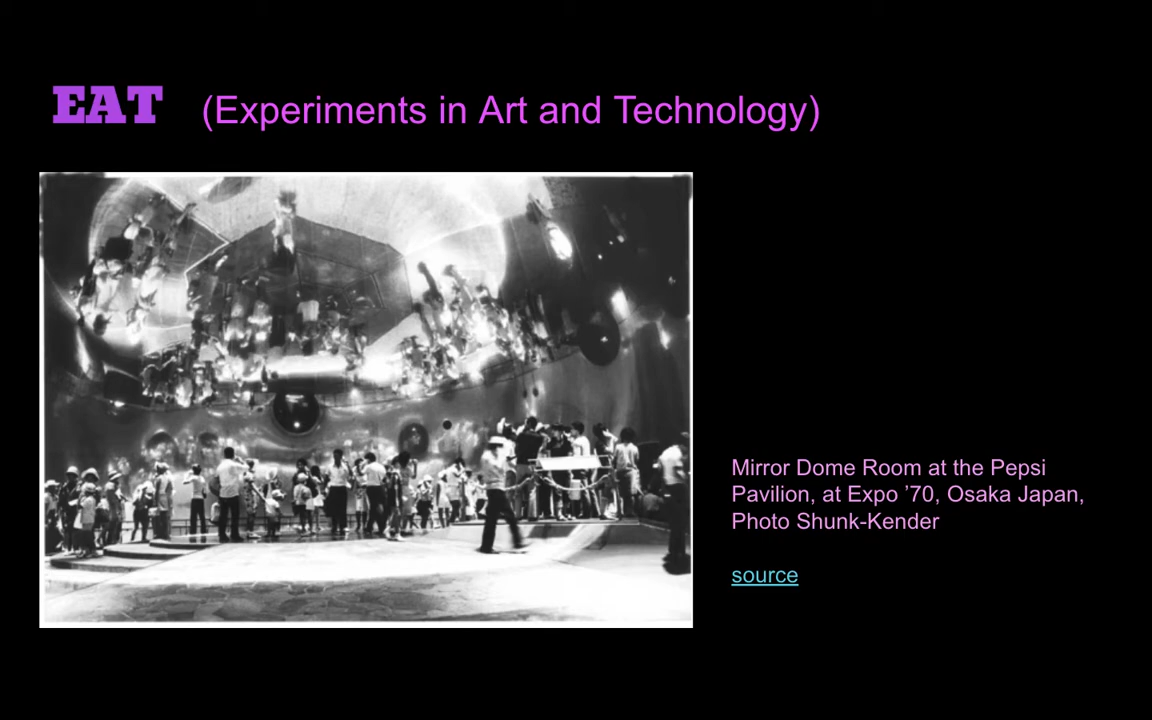 EAT (Experiments in Art and Technology)
Mirror Dome Room at the Pepsi
Pavilion, at Expo ’70, Osaka Japan,
Photo Shunk-Kender
source